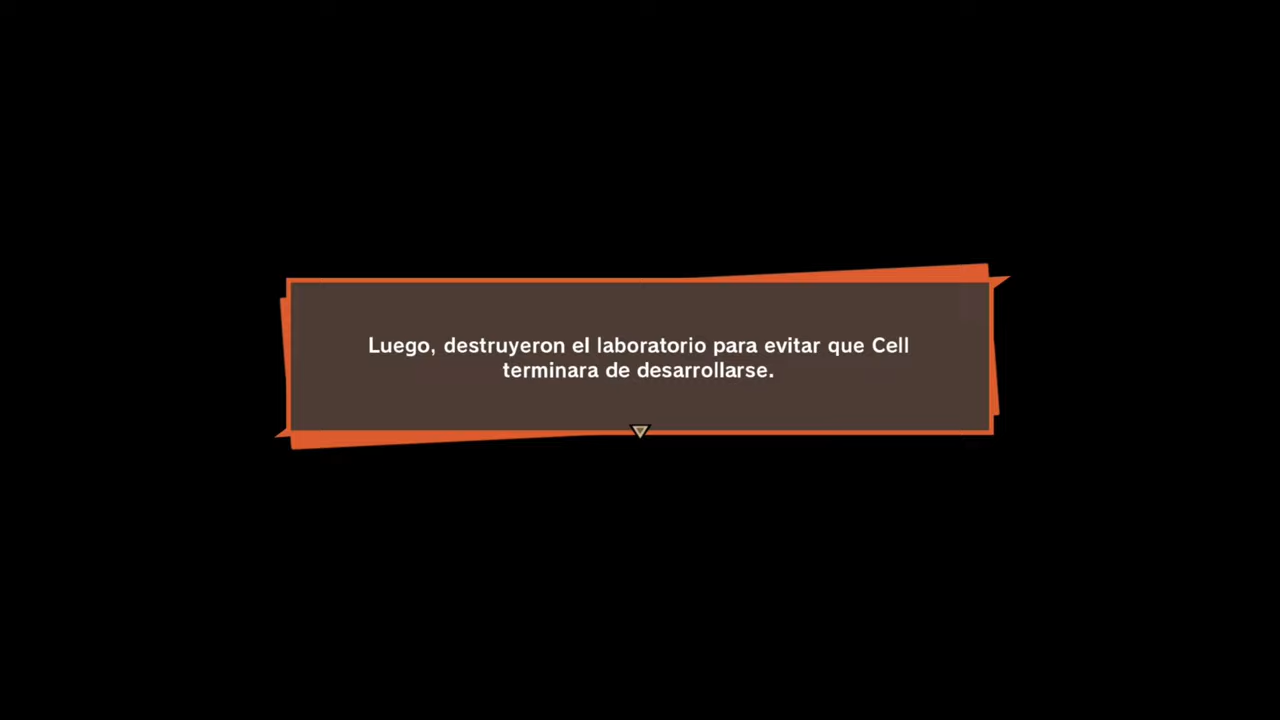 Luego, destruyeron el laboratorio para evitar que Cell
terminara de desarrollarse.